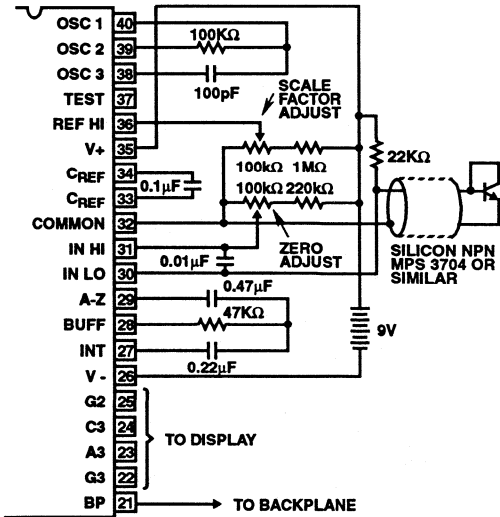 OSC 1 40
100KΩ
OSC 2 39
OSC 3 38
100pF
TEST 37
SCALE
FACTOR
ADJUST
REF HI 36
V+ 35
100kΩ 1MΩ
22KΩ
CREF 34
0.1µF
100kΩ 220kΩ
CREF 33
COMMON 32
IN HI 31
0.01µF
ZERO
ADJUST
SILICON NPN
MPS 3704 OR
SIMILAR
IN LO 30
0.47µF
A-Z 29
BUFF 28
47KΩ
9V
INT 27
0.22µF
V - 26
G2 25
C3 24
TO DISPLAY
A3 23
G3 22
BP 21 TO BACKPLANE